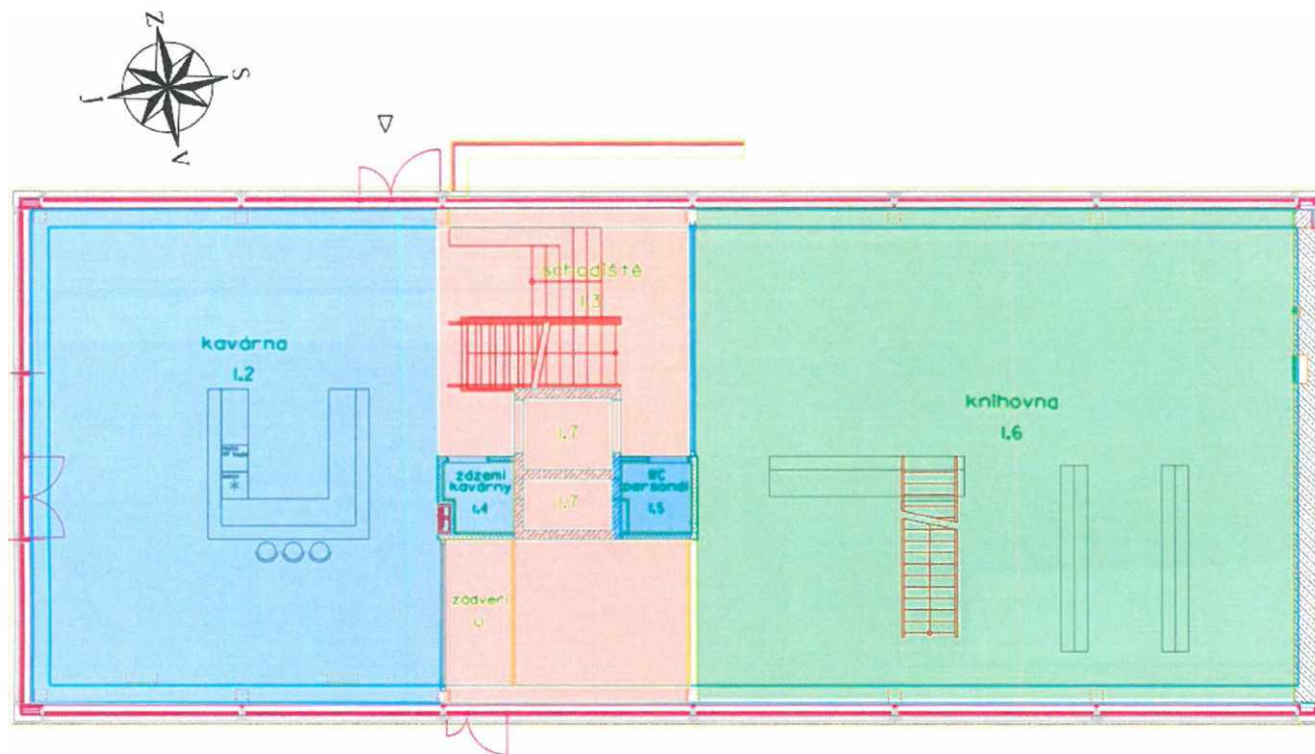 Z
S
J
V
schodiště
1.3
kavárna
1.2
knihovna
1.6
1.7
zázemí
kavárny
1.4
WC
personál
1.5
1.7
zádveří